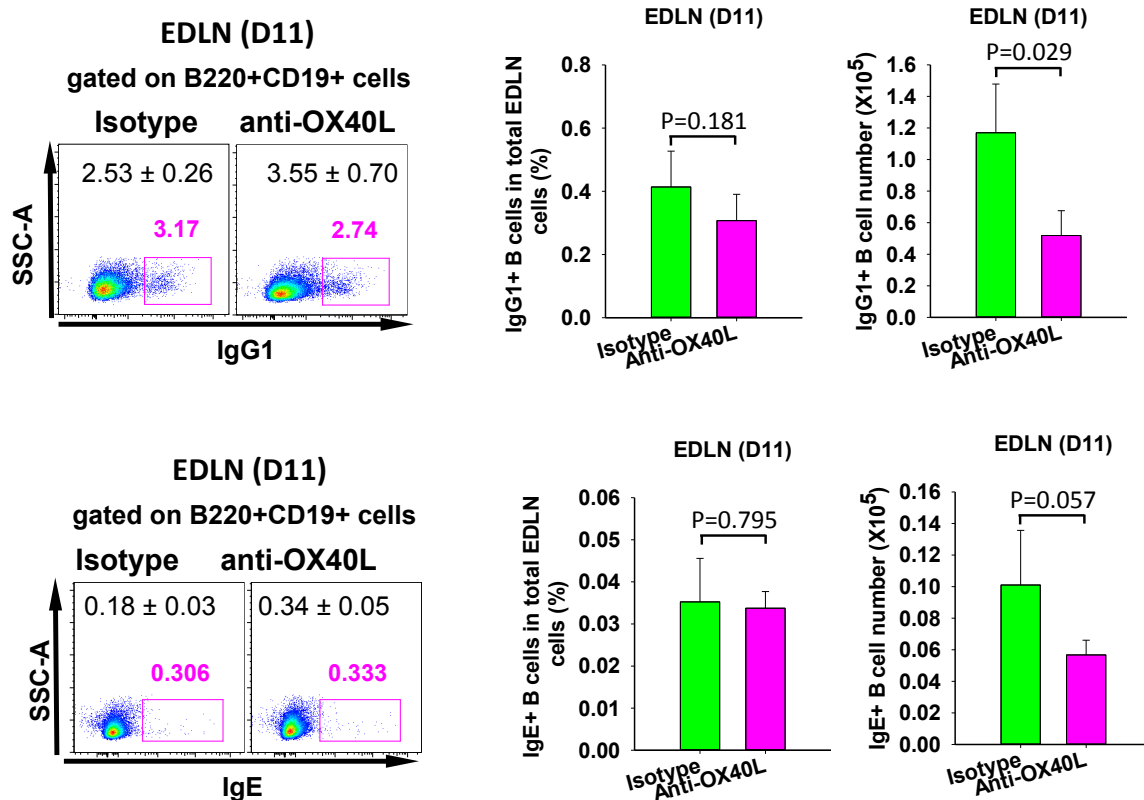 EDLN (D11)
gated on B220+CD19+ cells
Isotype anti-OX40L
2.53 ± 0.26 3.55 ± 0.70
3.17 2.74
SSC-A
IgG1
EDLN (D11)
IgG1+ B cells in total EDLN
cells (%)
0.8
0.6
0.4
0.2
0.0
P=0.181
Isotype
Anti-OX40L
EDLN (D11)
IgG1+ B cell number (X10⁵)
1.6
1.4
1.2
1.0
0.8
0.6
0.4
0.2
0.0
P=0.029
Isotype
Anti-OX40L
EDLN (D11)
gated on B220+CD19+ cells
Isotype anti-OX40L
0.18 ± 0.03 0.34 ± 0.05
0.306 0.333
SSC-A
IgE
EDLN (D11)
IgE+ B cells in total EDLN
cells (%)
0.06
0.05
0.04
0.03
0.02
0.01
0.00
P=0.795
Isotype
Anti-OX40L
EDLN (D11)
IgE+ B cell number (X10⁵)
0.16
0.14
0.12
0.10
0.08
0.06
0.04
0.02
0.00
P=0.057
Isotype
Anti-OX40L